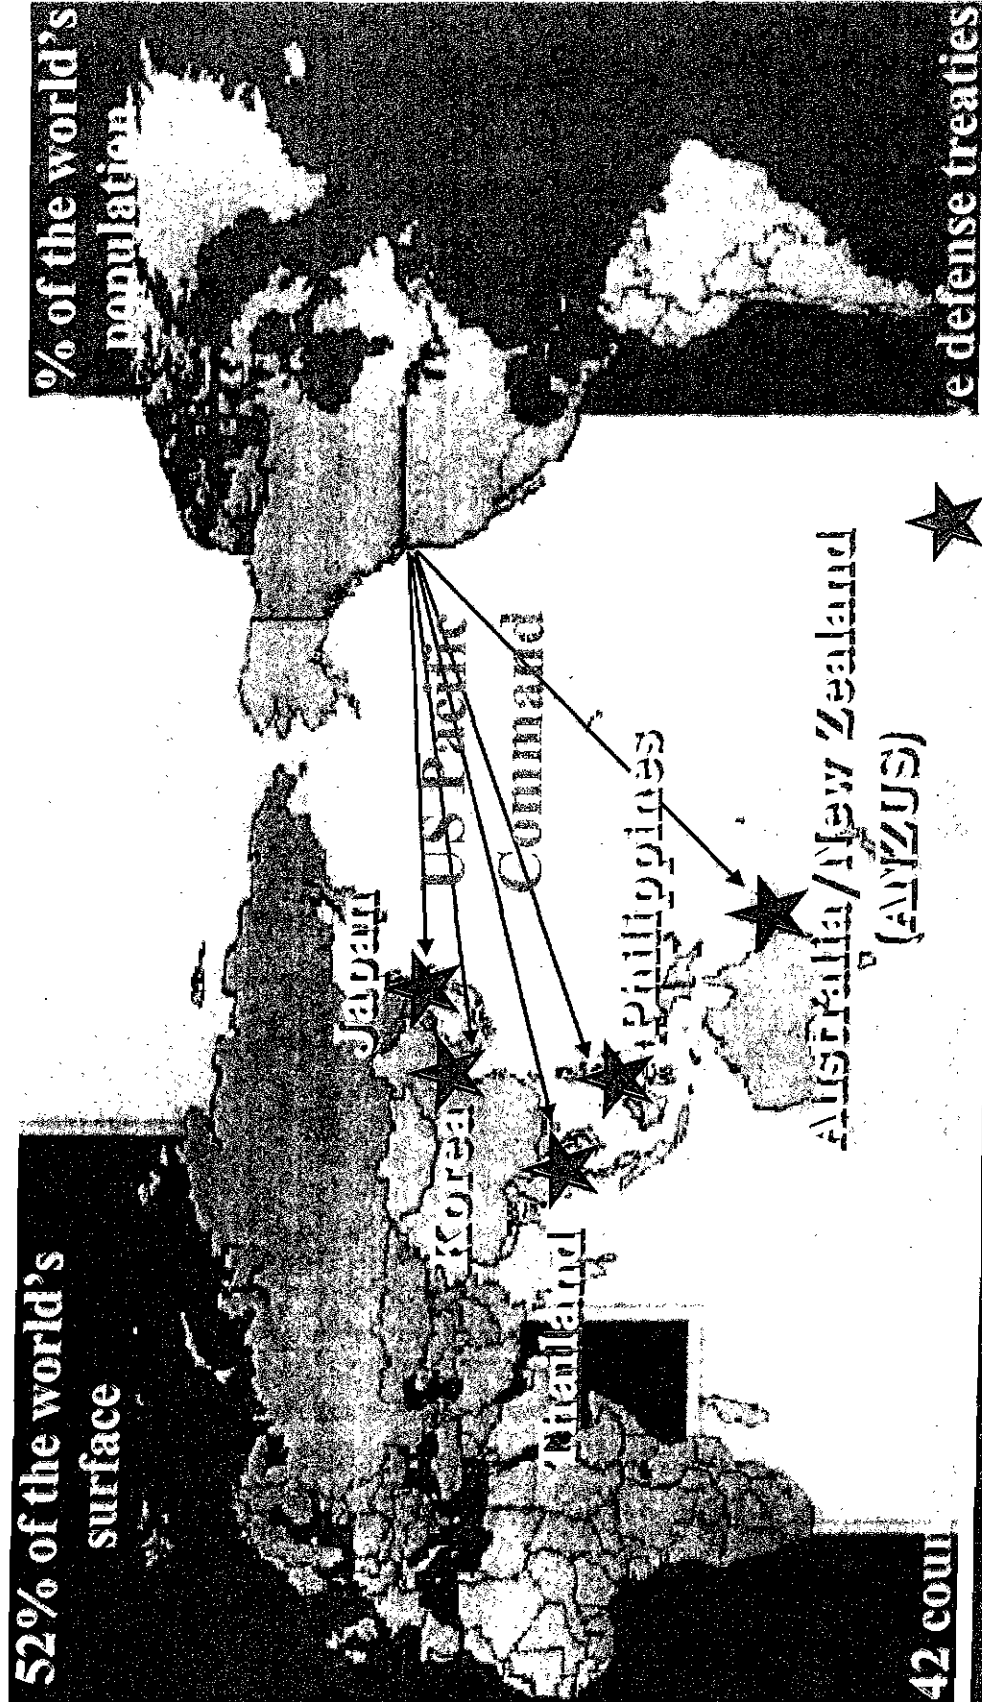 52% of the world's
surface
% of the world's
population
Japan
US Pacific
Command
Korea
Thailand
Philippines
Australia/New Zealand
(ANZUS)
42 coun
e defense treaties